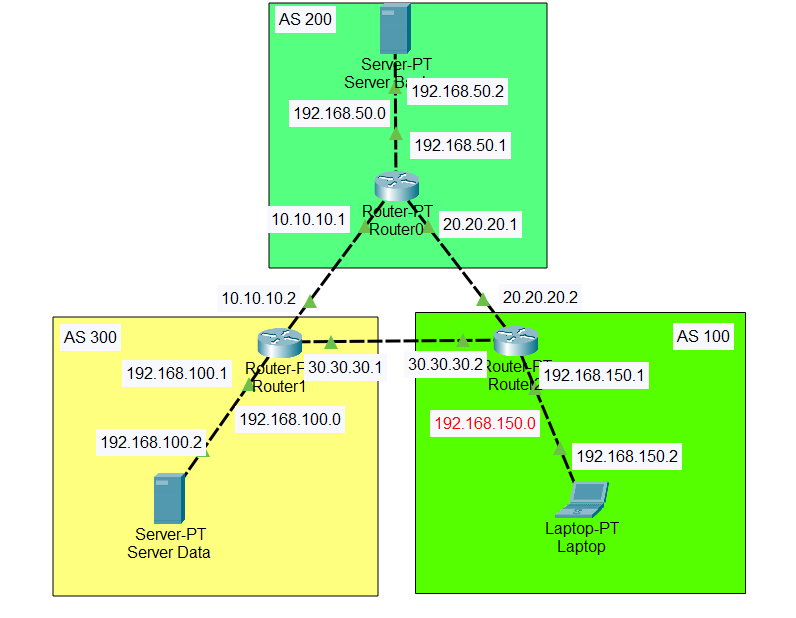 AS 200
Server-PT
Server
192.168.50.2
192.168.50.0
192.168.50.1
Router-PT
Router0
10.10.10.1
20.20.20.1
10.10.10.2
20.20.20.2
AS 300
AS 100
30.30.30.1
30.30.30.2
Router1
Router2
192.168.100.1
192.168.150.1
192.168.100.0
192.168.150.0
192.168.100.2
192.168.150.2
Server-PT
Server Data
Laptop-PT
Laptop